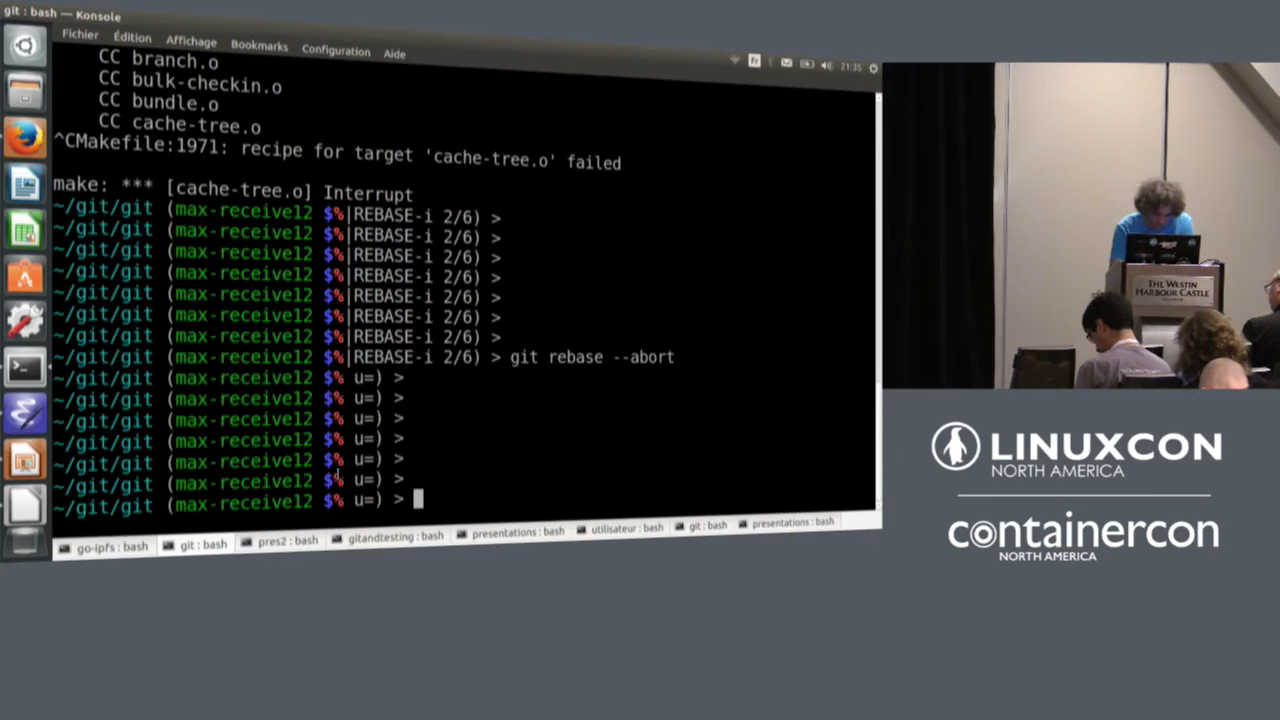 git : bash — Konsole
Fichier Édition Affichage Bookmarks Configuration Aide
Fr 21:35
CC branch.o
CC bulk-checkin.o
CC bundle.o
CC cache-tree.o
^CMakefile:1971: recipe for target 'cache-tree.o' failed
make: *** [cache-tree.o] Interrupt
~/git/git (max-receive12 $%|REBASE-i 2/6) >
~/git/git (max-receive12 $%|REBASE-i 2/6) >
~/git/git (max-receive12 $%|REBASE-i 2/6) >
~/git/git (max-receive12 $%|REBASE-i 2/6) >
~/git/git (max-receive12 $%|REBASE-i 2/6) >
~/git/git (max-receive12 $%|REBASE-i 2/6) >
~/git/git (max-receive12 $%|REBASE-i 2/6) >
~/git/git (max-receive12 $%|REBASE-i 2/6) > git rebase --abort
~/git/git (max-receive12 $% u=) >
~/git/git (max-receive12 $% u=) >
~/git/git (max-receive12 $% u=) >
~/git/git (max-receive12 $% u=) >
~/git/git (max-receive12 $% u=) >
~/git/git (max-receive12 $% u=) >
~/git/git (max-receive12 $% u=) >
go-ipfs : bash git : bash pres2 : bash gitandtesting : bash presentations : bash utilisateur : bash git : bash presentations : bash
THE WESTIN
HARBOUR CASTLE
LINUXCON
NORTH AMERICA
containercon
NORTH AMERICA